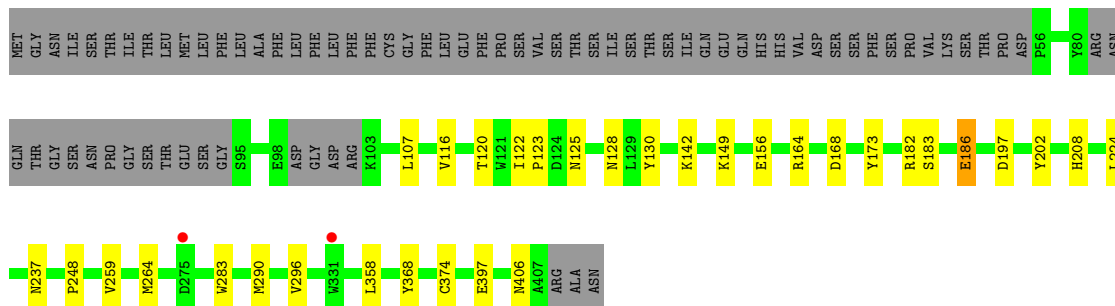 MET GLY ASN ILE SER THR ILE THR LEU MET LEU PHE LEU ALA PHE LEU PHE LEU PHE PHE CYS GLY PHE LEU GLU PHE PRO SER VAL SER THR SER ILE SER THR SER ILE GLN GLU GLN HIS HIS VAL ASP SER SER PHE SER PRO VAL LYS SER THR PRO ASP P56 Y80 ARG ASN
GLN THR GLY SER ASN PRO GLY SER THR GLU SER GLY S95 E98 ASP GLY ASP ARG K103 L107 V116 T120 W121 I122 P123 D124 N125 N128 L129 Y130 K142 K149 E156 R164 D168 Y173 R182 S183 E186 D197 Y202 H208
N237 P248 V259 M264 D275 W283 M290 V296 W331 L358 Y368 C374 E397 N406 A407 ARG ALA ASN